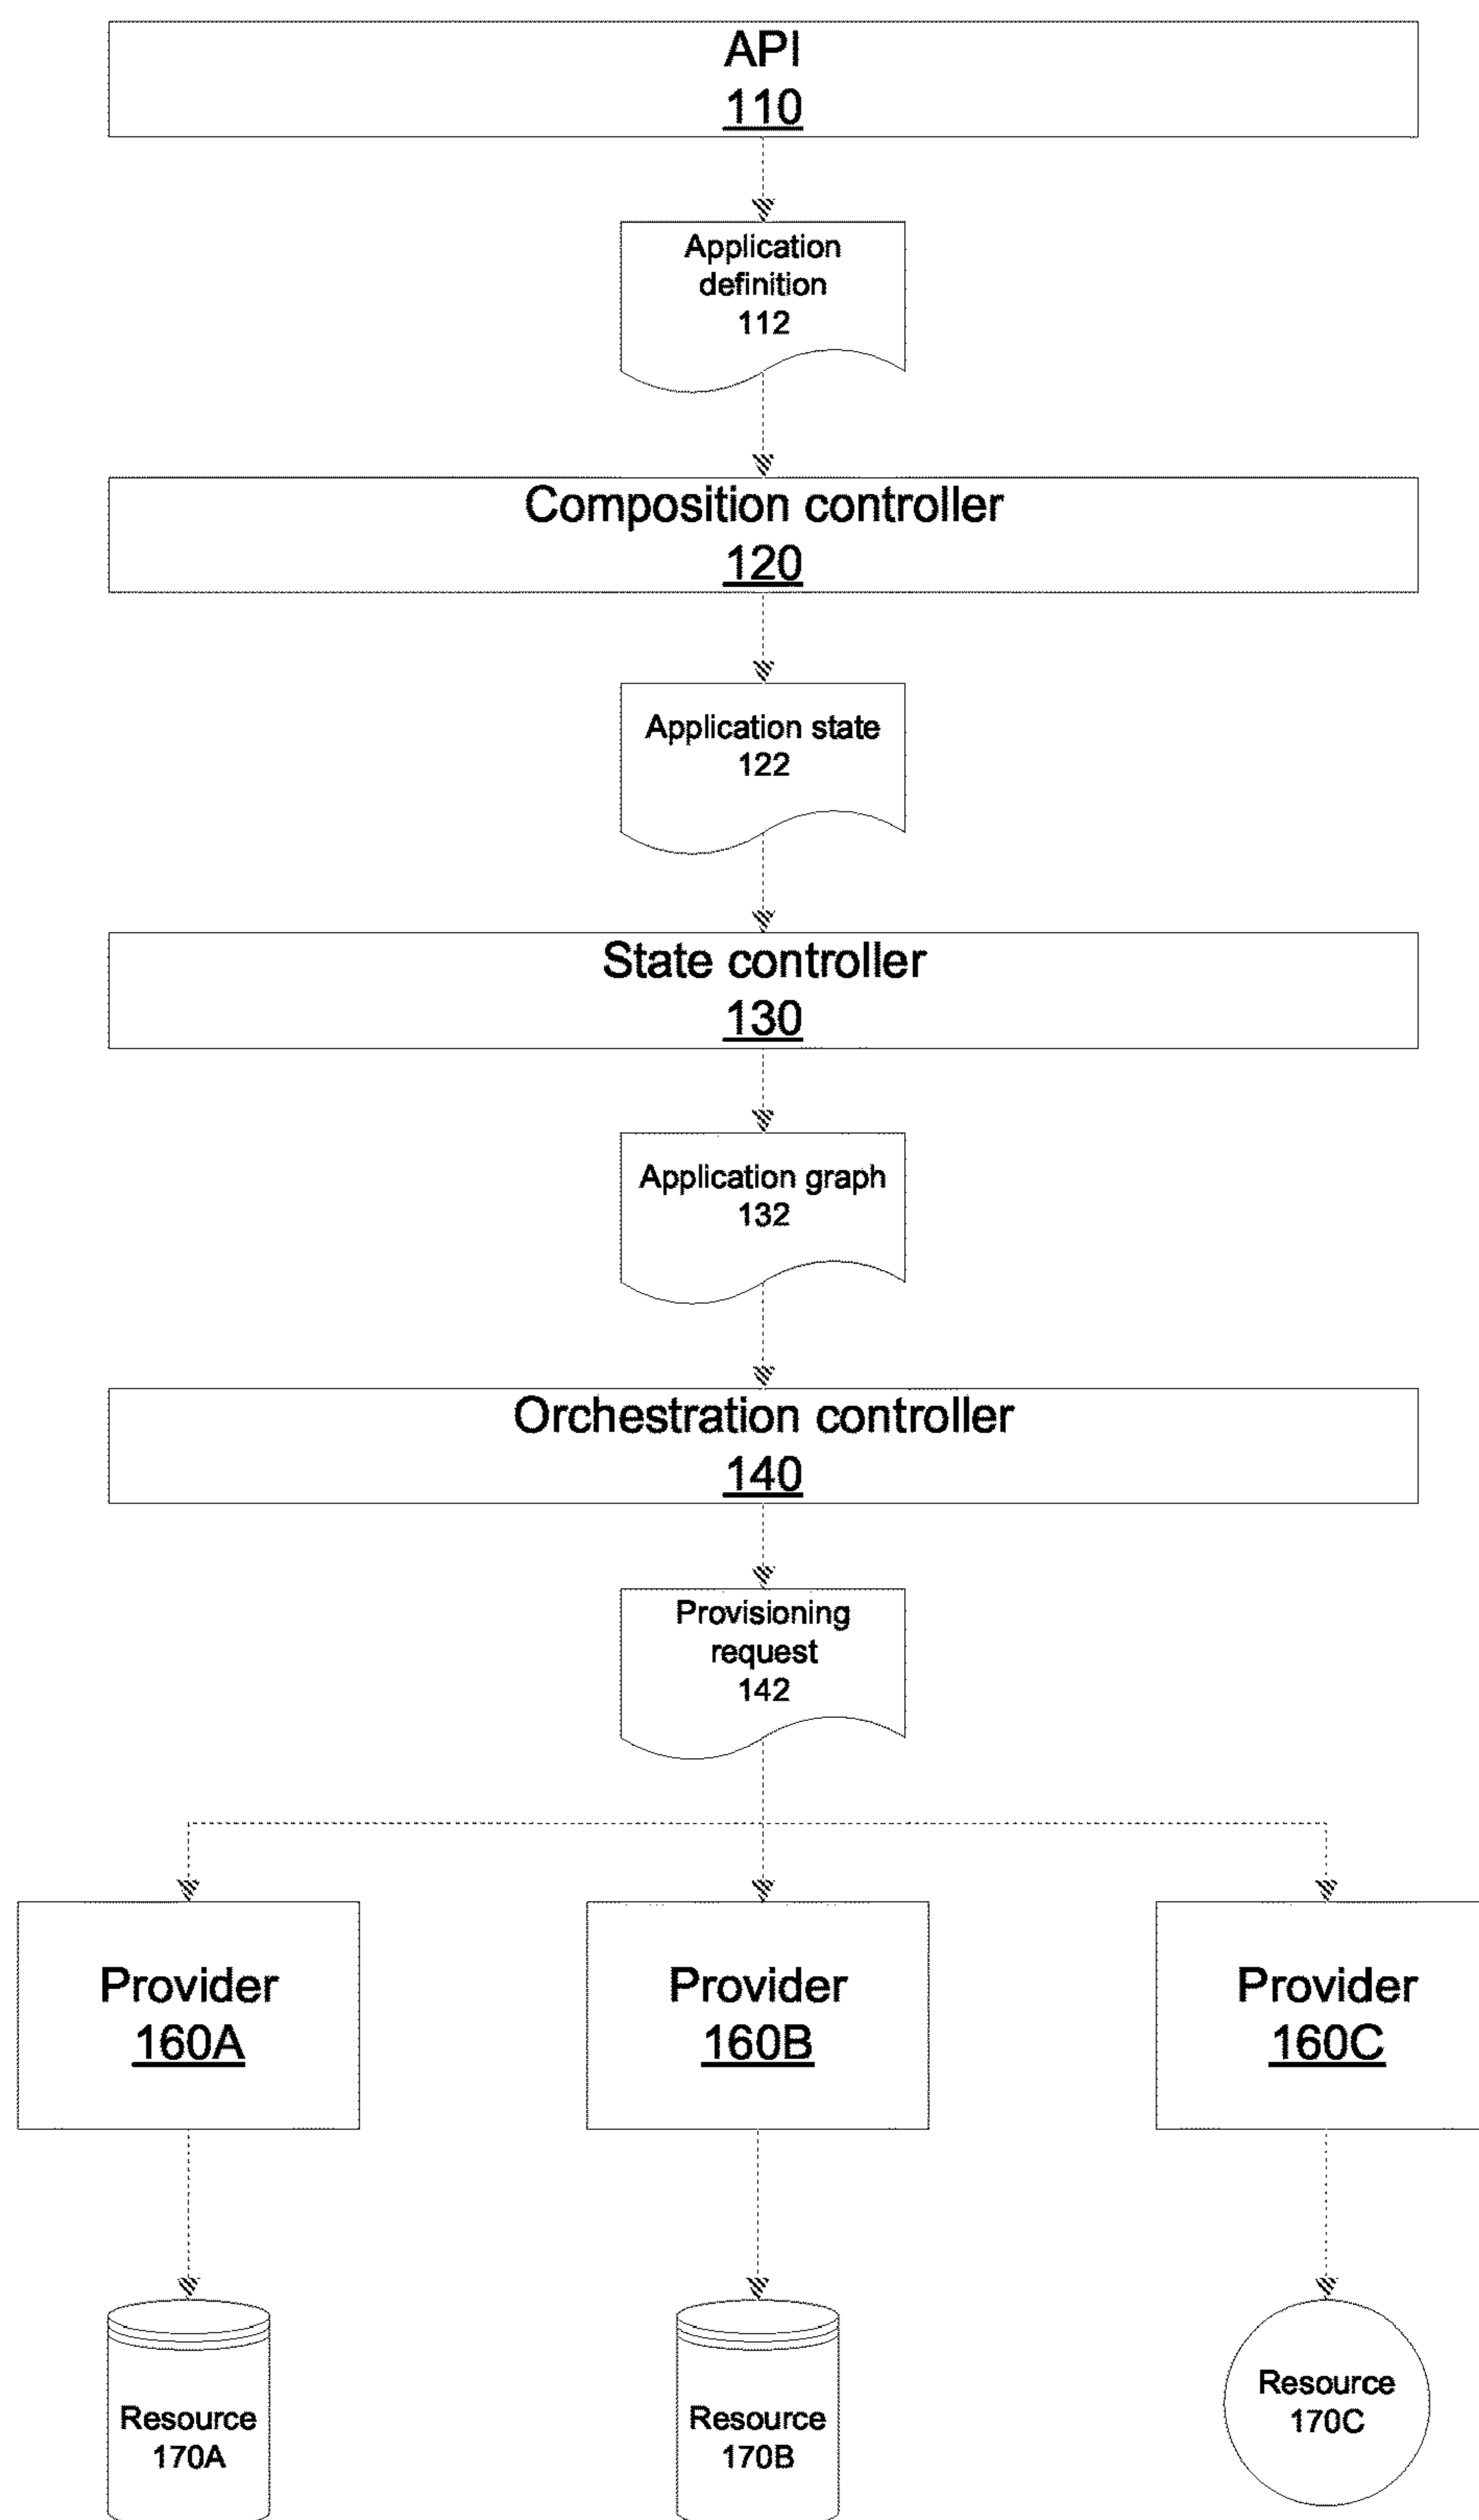 API
110
Application
definition
112
Composition controller
120
Application state
122
State controller
130
Application graph
132
Orchestration controller
140
Provisioning
request
142
Provider
160A
Provider
160B
Provider
160C
Resource
170A
Resource
170B
Resource
170C